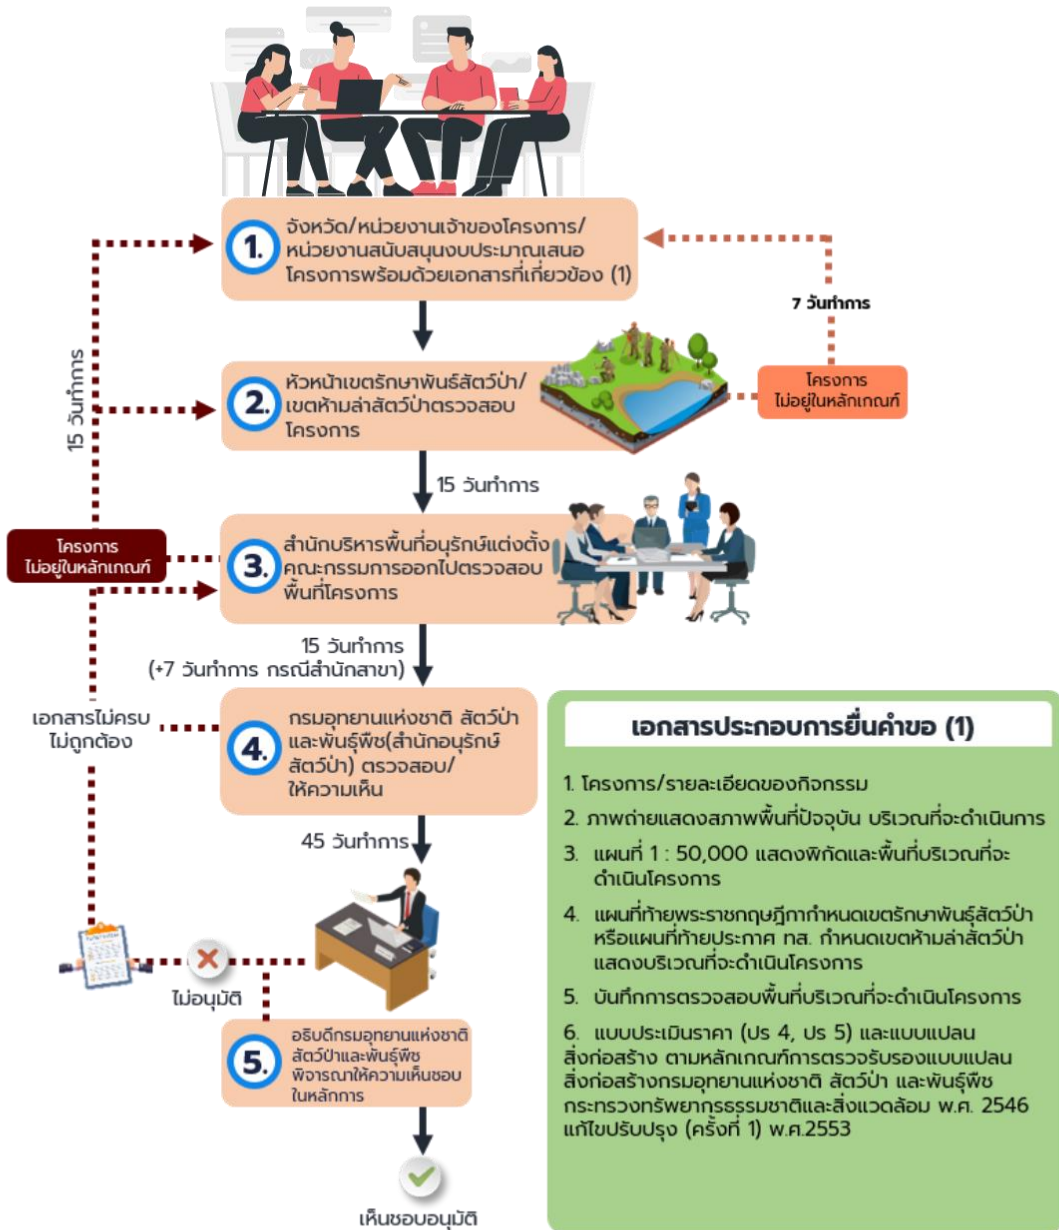 1.
จังหวัด/หน่วยงานเจ้าของโครงการ/
หน่วยงานสนับสนุนงบประมาณเสนอ
โครงการพร้อมด้วยเอกสารที่เกี่ยวข้อง (1)
7 วันทำการ
โครงการ
ไม่อยู่ในหลักเกณฑ์
15 วันทำการ
2.
หัวหน้าเขตรักษาพันธ์สัตว์ป่า/
เขตห้ามล่าสัตว์ป่าตรวจสอบ
โครงการ
15 วันทำการ
โครงการ
ไม่อยู่ในหลักเกณฑ์
3.
สำนักบริหารพื้นที่อนุรักษ์แต่งตั้ง
คณะกรรมการออกไปตรวจสอบ
พื้นที่โครงการ
15 วันทำการ
(+7 วันทำการ กรณีสำนักสาขา)
เอกสารไม่ครบ
ไม่ถูกต้อง
4.
กรมอุทยานแห่งชาติ สัตว์ป่า
และพันธุ์พืช(สำนักอนุรักษ์
สัตว์ป่า) ตรวจสอบ/
ให้ความเห็น
45 วันทำการ
ไม่อนุมัติ
5.
อธิบดีกรมอุทยานแห่งชาติ
สัตว์ป่าและพันธุ์พืช
พิจารณาให้ความเห็นชอบ
ในหลักการ
เห็นชอบอนุมัติ
เอกสารประกอบการยื่นคำขอ (1)
1. โครงการ/รายละเอียดของกิจกรรม
2. ภาพถ่ายแสดงสภาพพื้นที่ปัจจุบัน บริเวณที่จะดำเนินการ
3. แผนที่ 1 : 50,000 แสดงพิกัดและพื้นที่บริเวณที่จะ
ดำเนินโครงการ
4. แผนที่ท้ายพระราชกฤษฎีกากำหนดเขตรักษาพันธุ์สัตว์ป่า
หรือแผนที่ท้ายประกาศ ทส. กำหนดเขตห้ามล่าสัตว์ป่า
แสดงบริเวณที่จะดำเนินโครงการ
5. บันทึกการตรวจสอบพื้นที่บริเวณที่จะดำเนินโครงการ
6. แบบประเมินราคา (ปร 4, ปร 5) และแบบแปลน
สิ่งก่อสร้าง ตามหลักเกณฑ์การตรวจรับรองแบบแปลน
สิ่งก่อสร้างกรมอุทยานแห่งชาติ สัตว์ป่า และพันธุ์พืช
กระทรวงทรัพยากรธรรมชาติและสิ่งแวดล้อม พ.ศ. 2546
แก้ไขปรับปรุง (ครั้งที่ 1) พ.ศ.2553